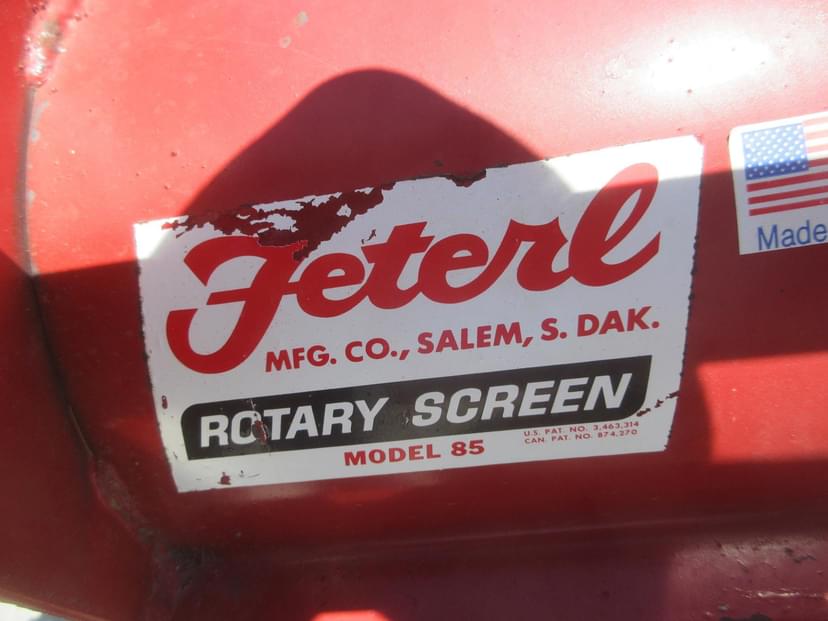 Feterl
MFG. CO., SALEM, S. DAK.
ROTARY SCREEN
MODEL 85
U.S. PAT. NO. 3,463,314
CAN. PAT. NO. 874,270
Made